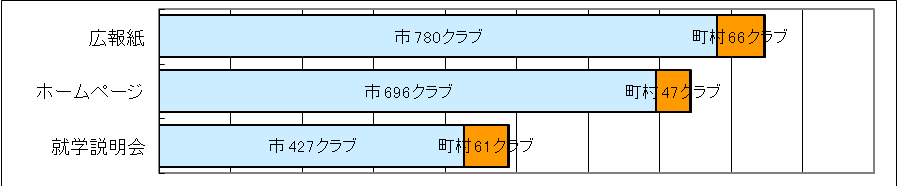 広報紙 市 780クラブ 町村 66クラブ
ホームページ 市 696クラブ 町村 47クラブ
就学説明会 市 427クラブ 町村 61クラブ